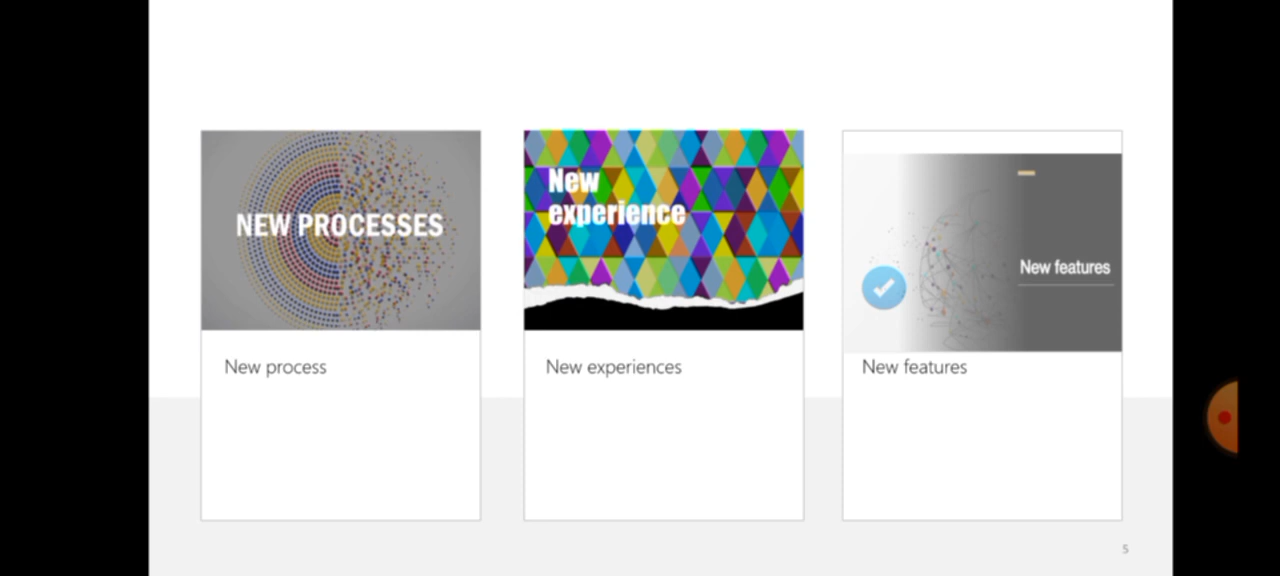 NEW PROCESSES
New
experience
New features
New process
New experiences
New features
5